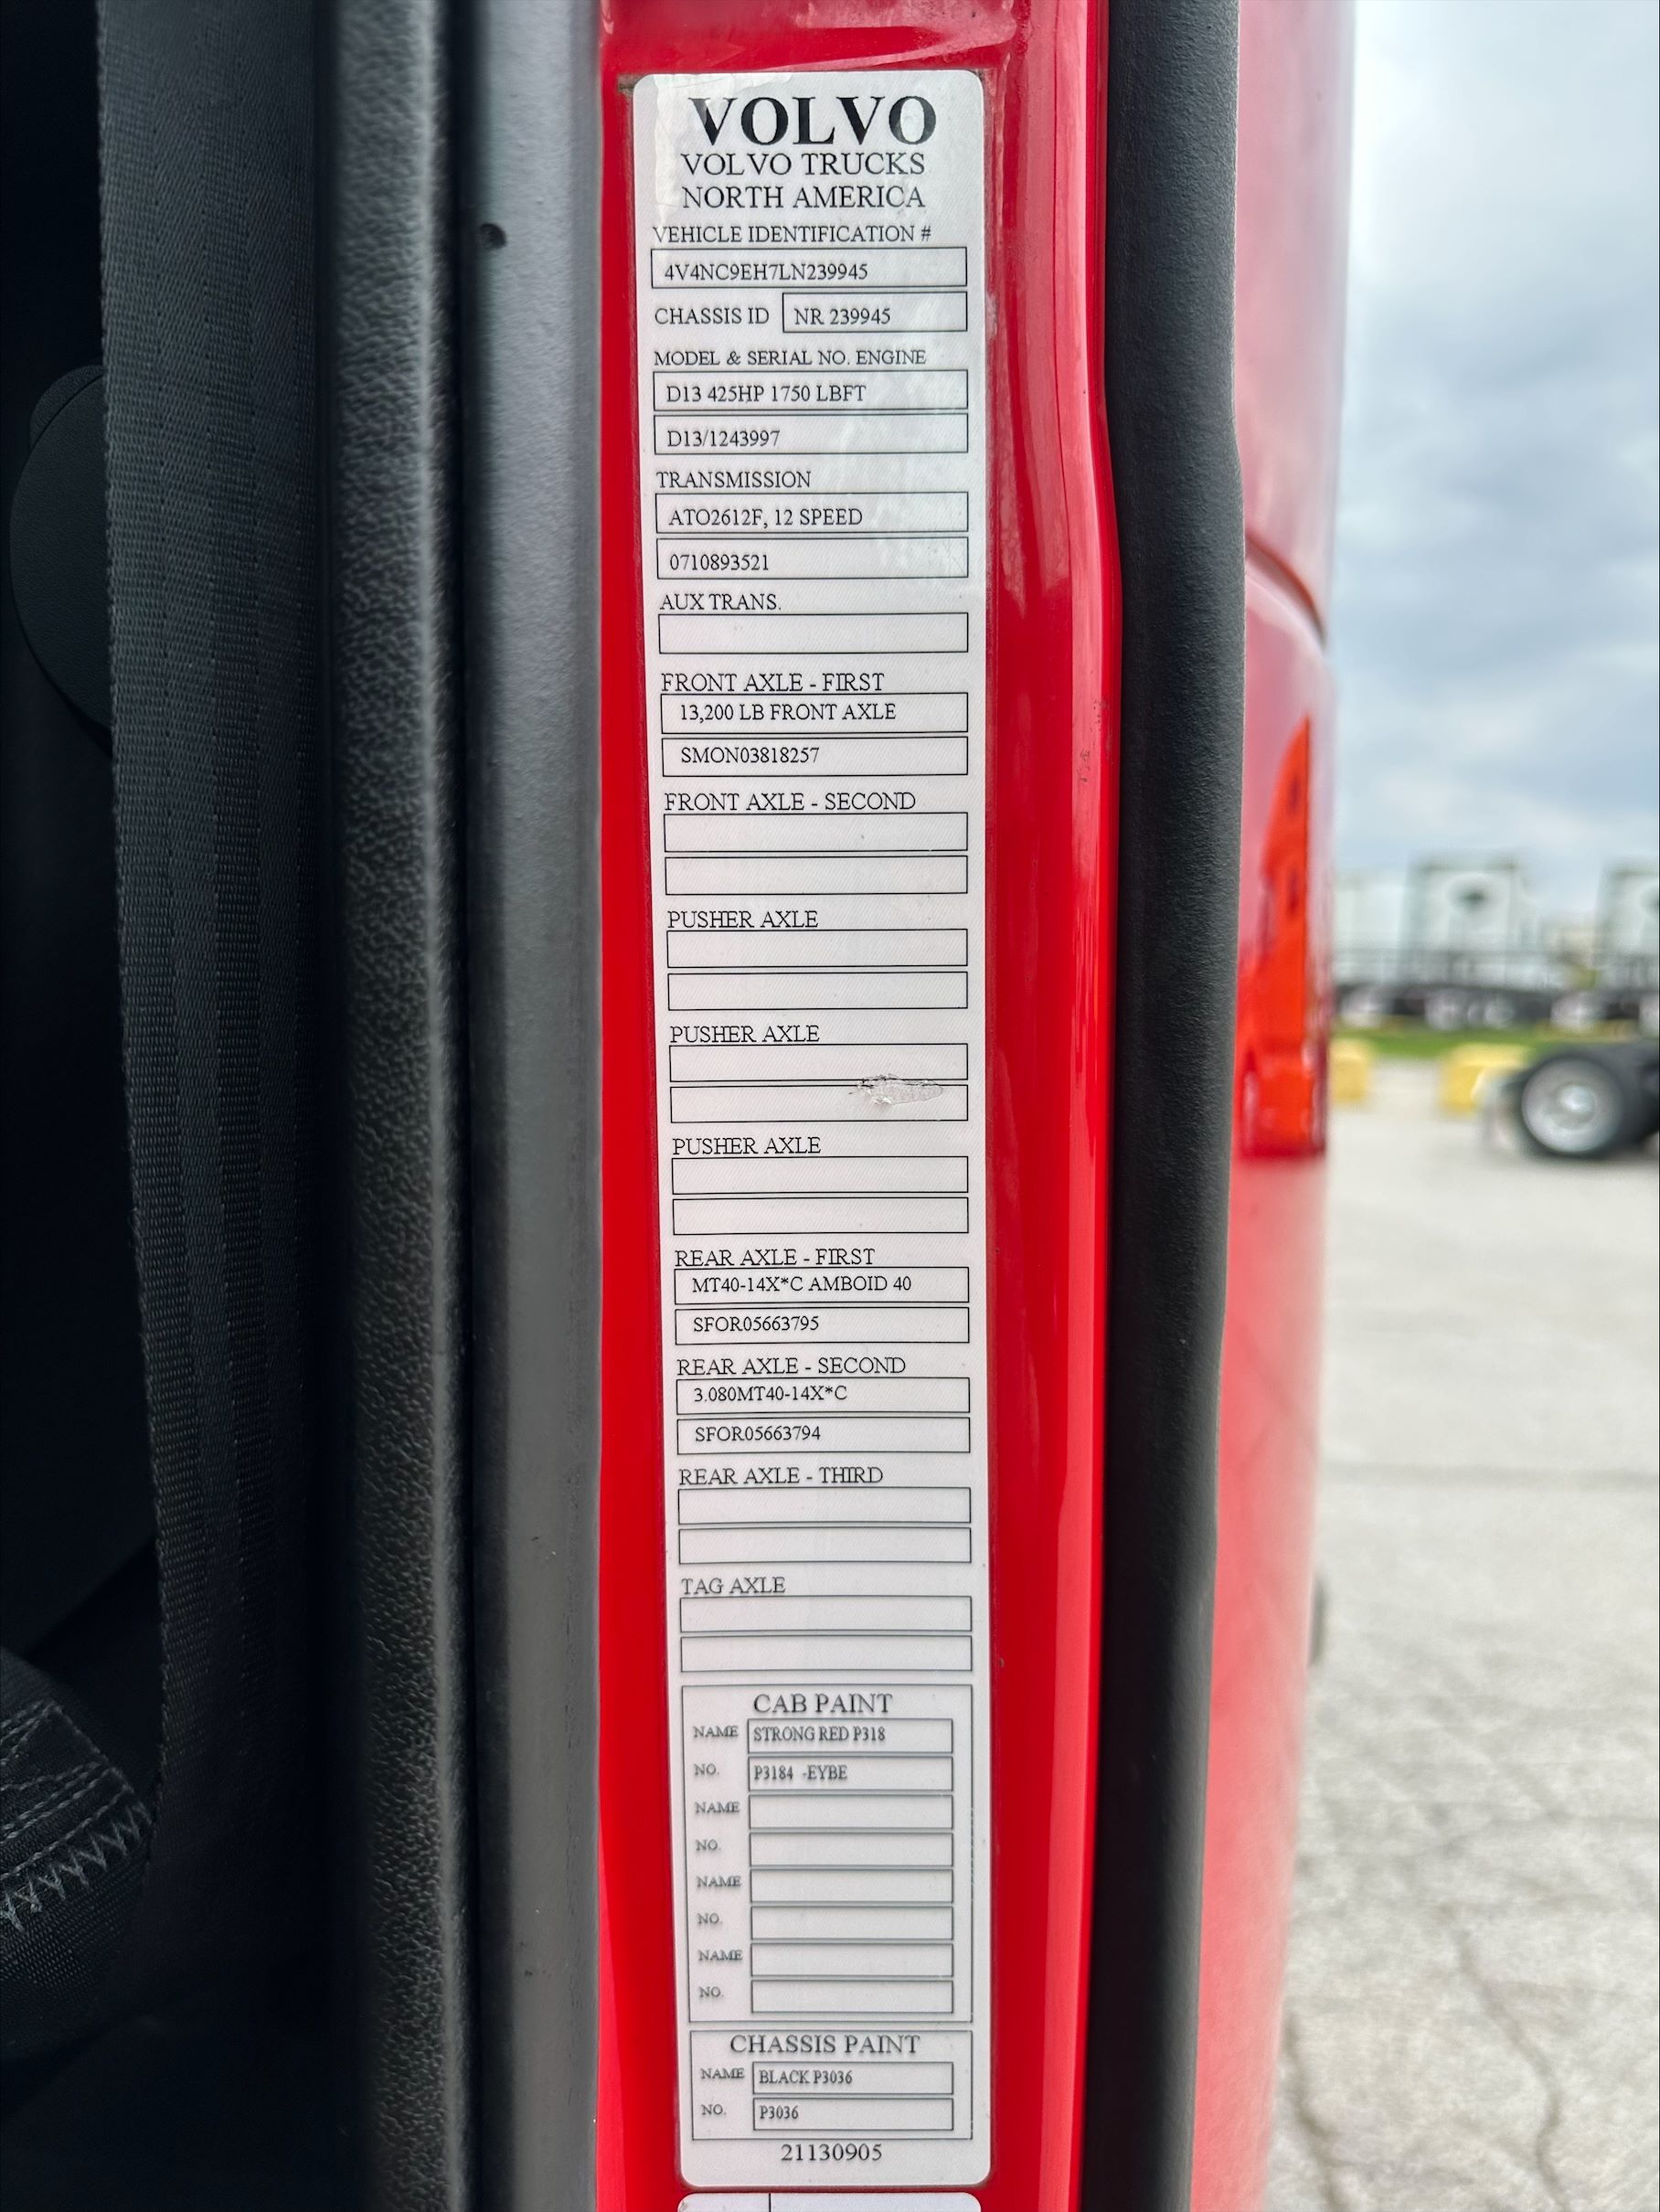 VOLVO
VOLVO TRUCKS
NORTH AMERICA
VEHICLE IDENTIFICATION #
4V4NC9EH7LN239945
CHASSIS ID NR 239945
MODEL & SERIAL NO. ENGINE
D13 425HP 1750 LBFT
D13/1243997
TRANSMISSION
ATO2612F, 12 SPEED
0710893521
AUX TRANS.
FRONT AXLE - FIRST
13,200 LB FRONT AXLE
SMON03818257
FRONT AXLE - SECOND
PUSHER AXLE
PUSHER AXLE
PUSHER AXLE
REAR AXLE - FIRST
MT40-14X*C AMBOID 40
SFOR05663795
REAR AXLE - SECOND
3.080MT40-14X*C
SFOR05663794
REAR AXLE - THIRD
TAG AXLE
CAB PAINT
NAME STRONG RED P318
NO. P3184 -EYBE
NAME
NO.
NAME
NO.
NAME
NO.
CHASSIS PAINT
NAME BLACK P3036
NO. P3036
21130905